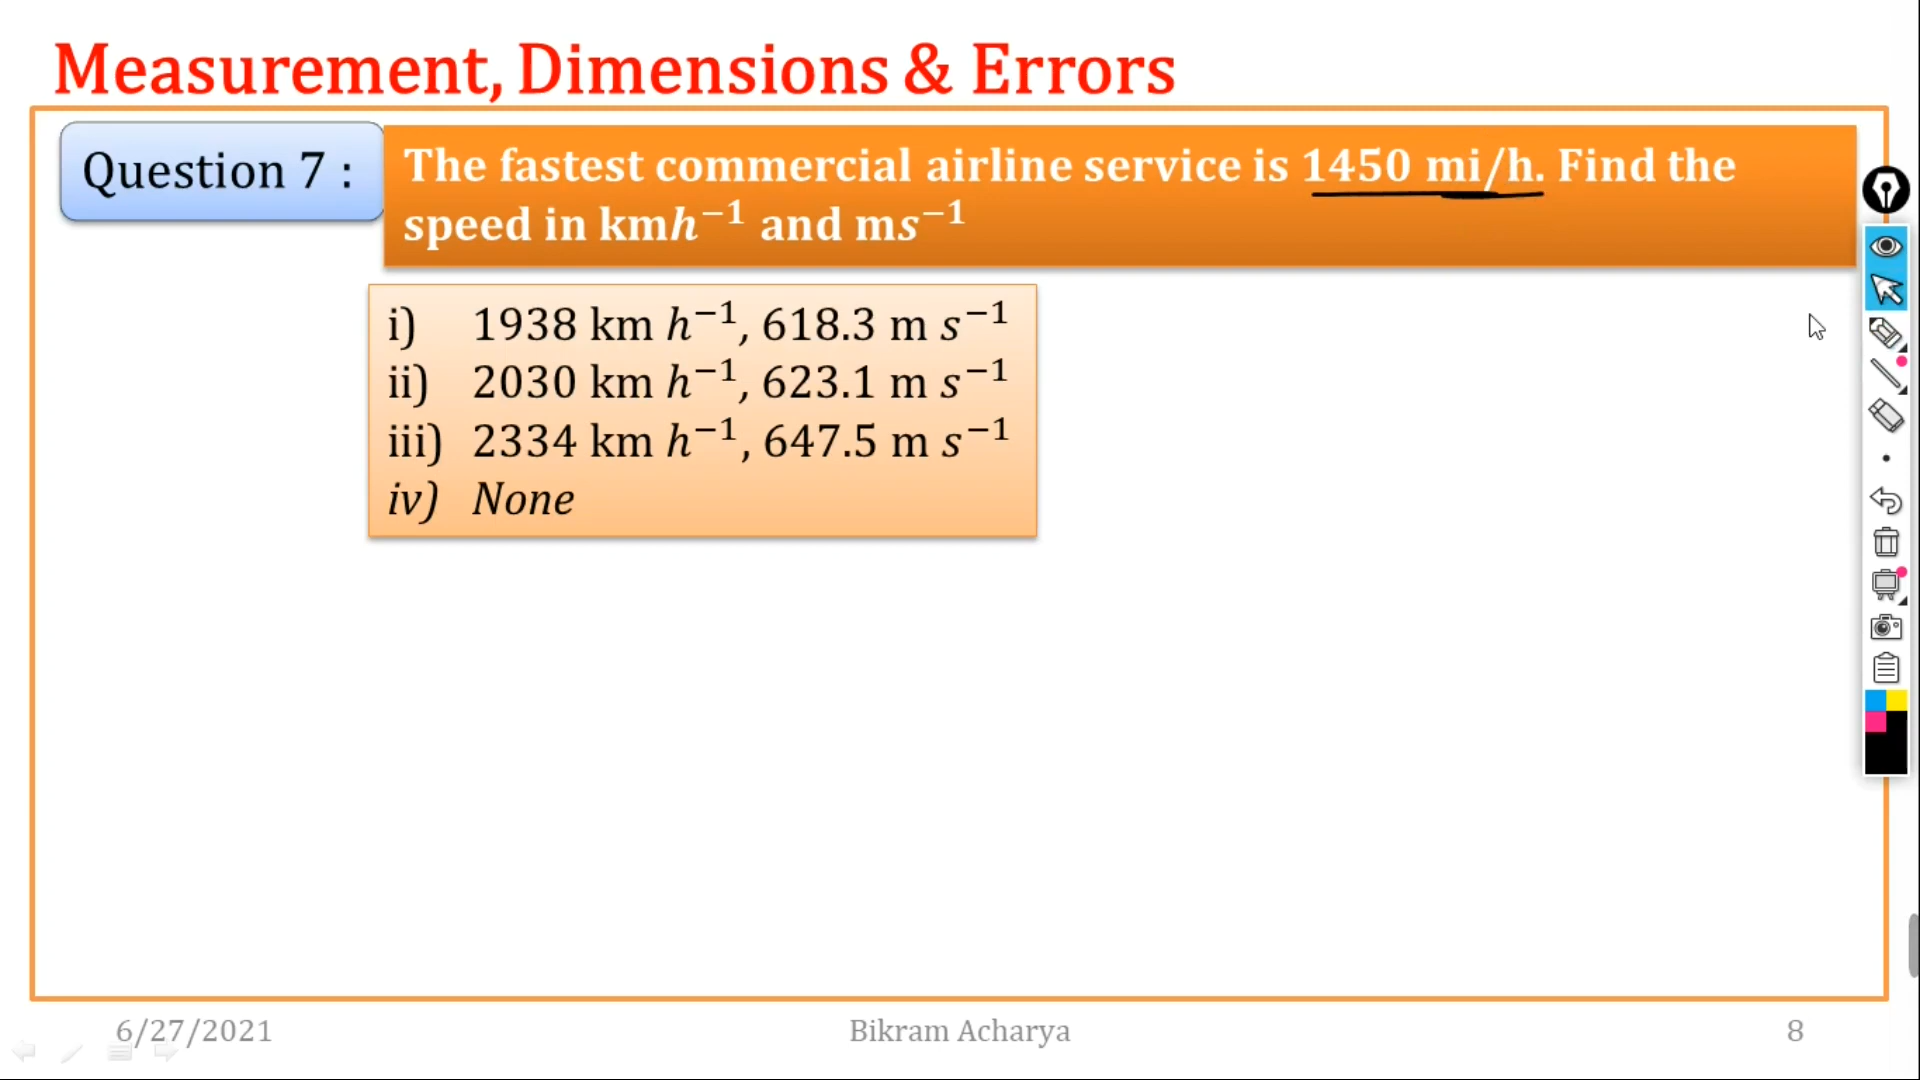 Measurement, Dimensions & Errors
Question 7 :
The fastest commercial airline service is 1450 mi/h. Find the
speed in kmh⁻¹ and ms⁻¹
i) 1938 km h⁻¹, 618.3 m s⁻¹
ii) 2030 km h⁻¹, 623.1 m s⁻¹
iii) 2334 km h⁻¹, 647.5 m s⁻¹
iv) None
6/27/2021
Bikram Acharya
8